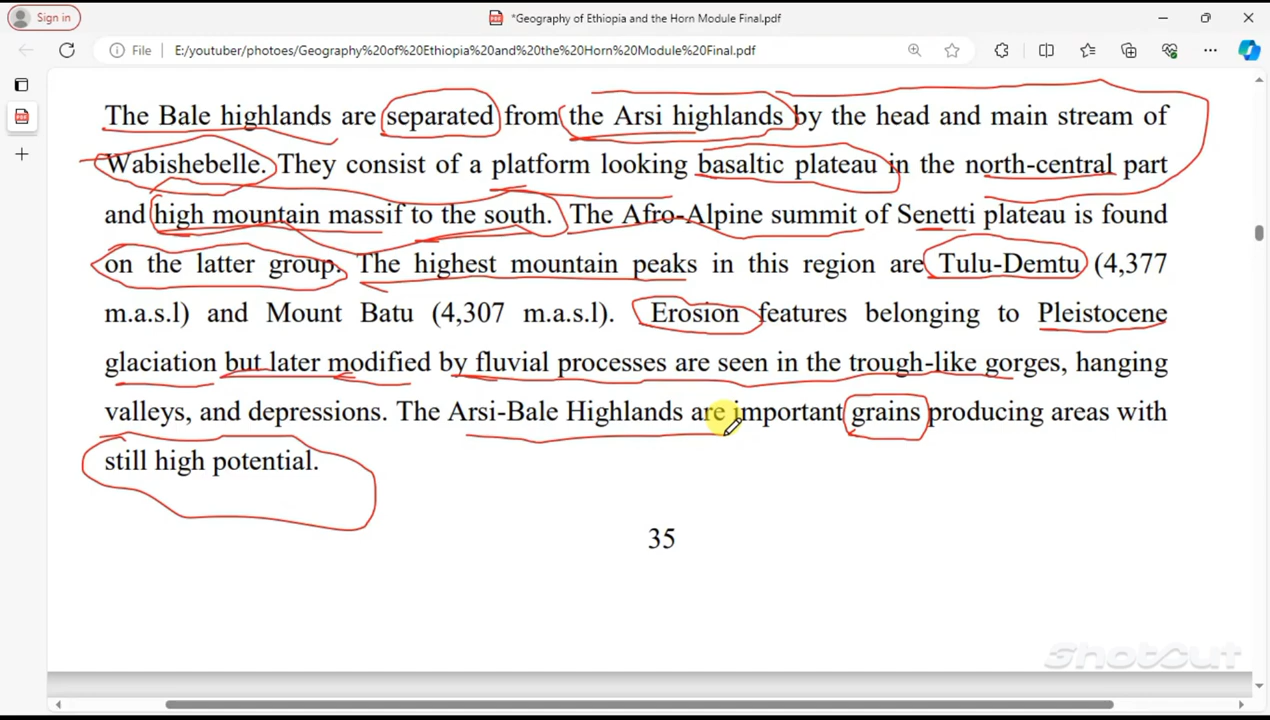 Sign in
*Geography of Ethiopia and the Horn Module Final.pdf
File
E:/youtuber/photoes/Geography%20of%20Ethiopia%20and%20the%20Horn%20Module%20Final.pdf
The Bale highlands are separated from the Arsi highlands by the head and main stream of
Wabishebelle. They consist of a platform looking basaltic plateau in the north-central part
and high mountain massif to the south. The Afro-Alpine summit of Senetti plateau is found
on the latter group. The highest mountain peaks in this region are Tulu-Demtu (4,377
m.a.s.l) and Mount Batu (4,307 m.a.s.l). Erosion features belonging to Pleistocene
glaciation but later modified by fluvial processes are seen in the trough-like gorges, hanging
valleys, and depressions. The Arsi-Bale Highlands are important grains producing areas with
still high potential.
35
Shotcut